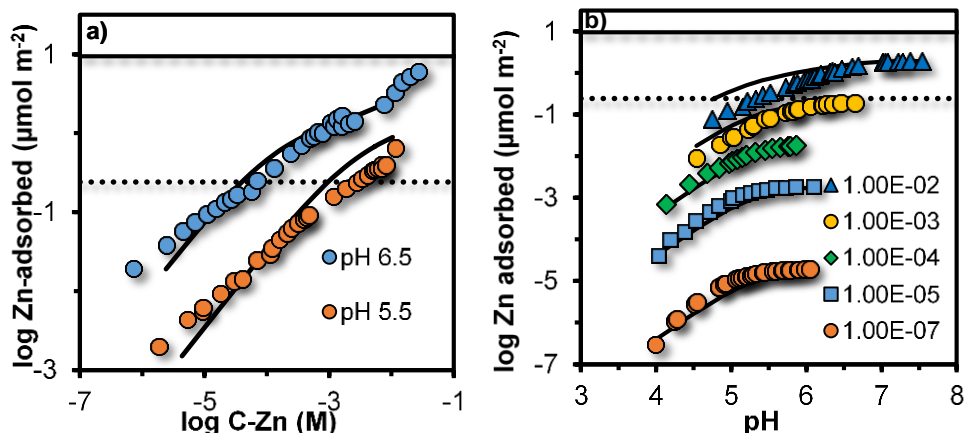 a)
log Zn-adsorbed (µmol m⁻²)
1
-1
-3
-7
-5
-3
-1
log C-Zn (M)
pH 6.5
pH 5.5
b)
log Zn adsorbed (µmol m⁻²)
1
-1
-3
-5
-7
3
4
5
6
7
8
pH
1.00E-02
1.00E-03
1.00E-04
1.00E-05
1.00E-07